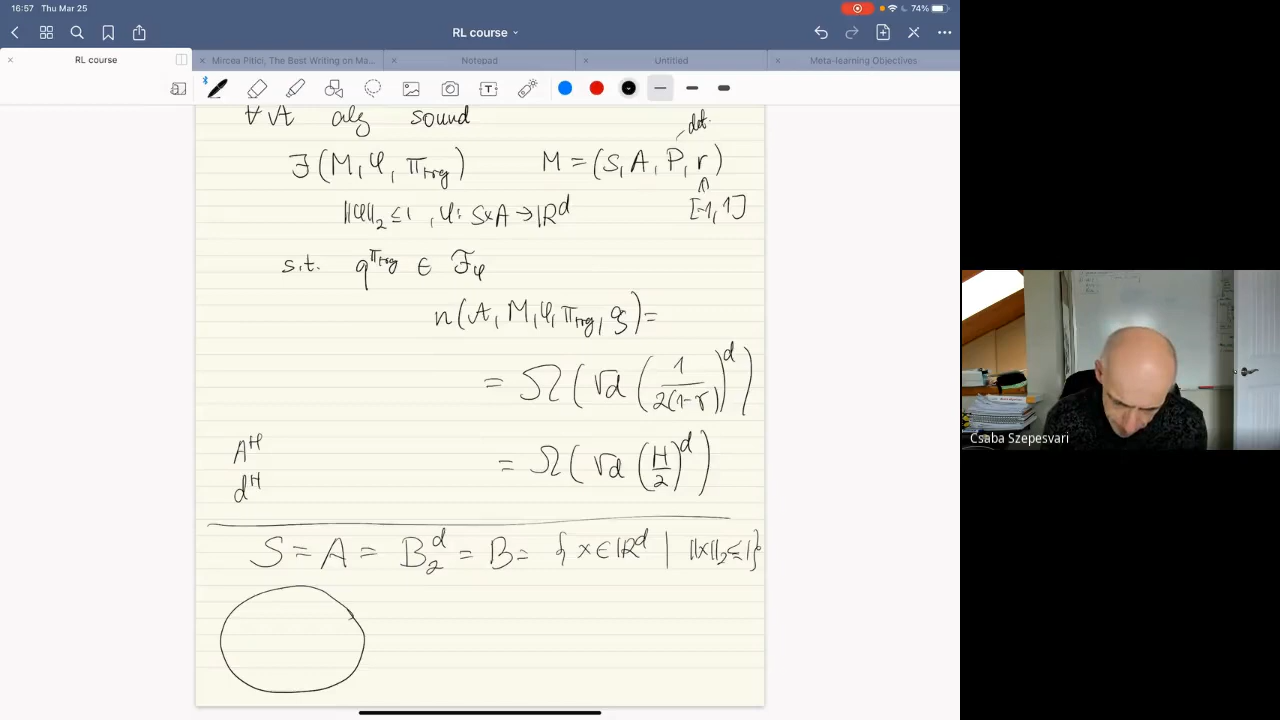 16:57 Thu Mar 25
74%
RL course
RL course
Mircea Pitici, The Best Writing on Ma...
Notepad
Untitled
Meta-learning Objectives
∀ 𝒜 alg sound
det.
∃ (M, φ, π_trg) M = (S, A, P, r)
‖φ‖₂ ≤ 1, φ: S×A → ℝ^d [-1, 1]
s.t. q^{π_trg} ∈ ℱ_φ
n(𝒜, M, φ, π_trg, ) =
= Ω(√d (1/(2(1-γ)))^d)
A^H
= Ω(√d (H/2)^d)
d^H
S = A = B_2^d = B = { x ∈ ℝ^d | ‖x‖₂ ≤ 1 }
Csaba Szepesvari